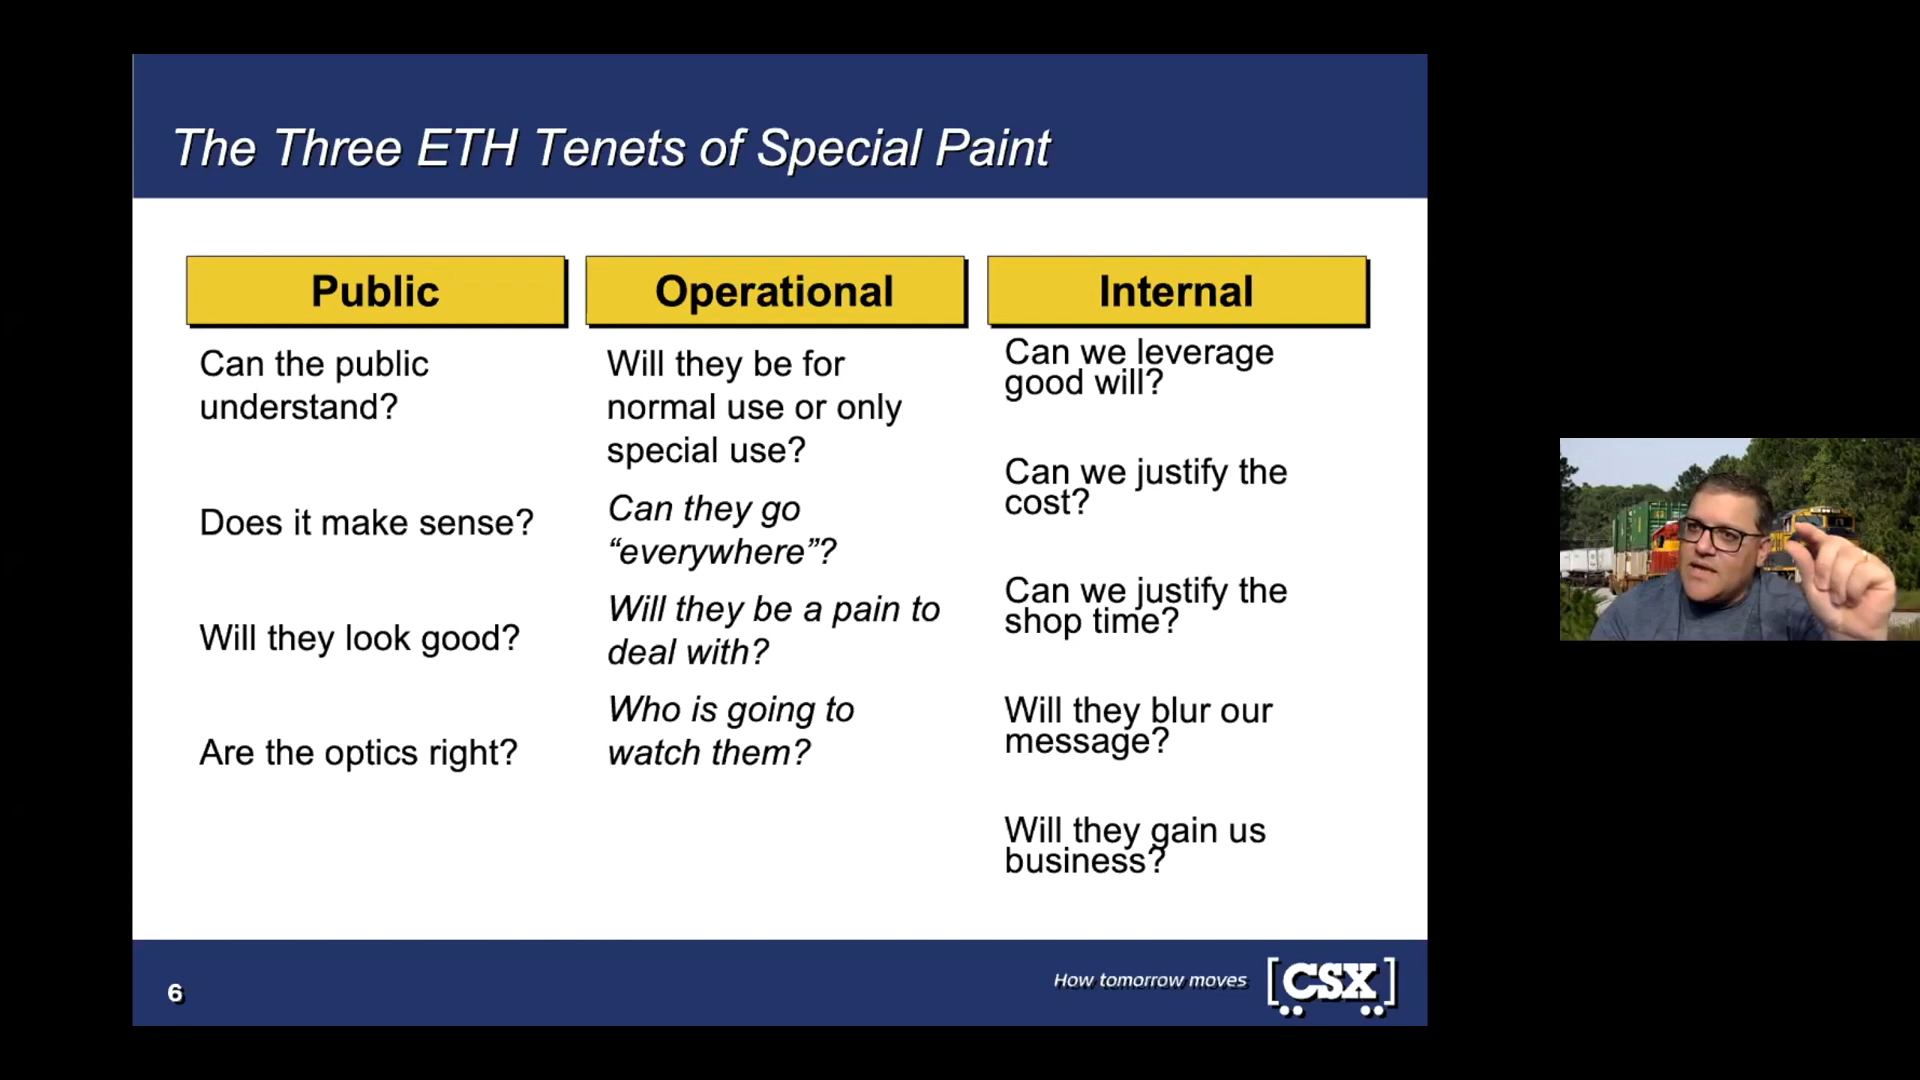 The Three ETH Tenets of Special Paint
Public
Can the public
understand?
Does it make sense?
Will they look good?
Are the optics right?
Operational
Will they be for
normal use or only
special use?
Can they go
“everywhere”?
Will they be a pain to
deal with?
Who is going to
watch them?
Internal
Can we leverage
good will?
Can we justify the
cost?
Can we justify the
shop time?
Will they blur our
message?
Will they gain us
business?
6
How tomorrow moves
[CSX]